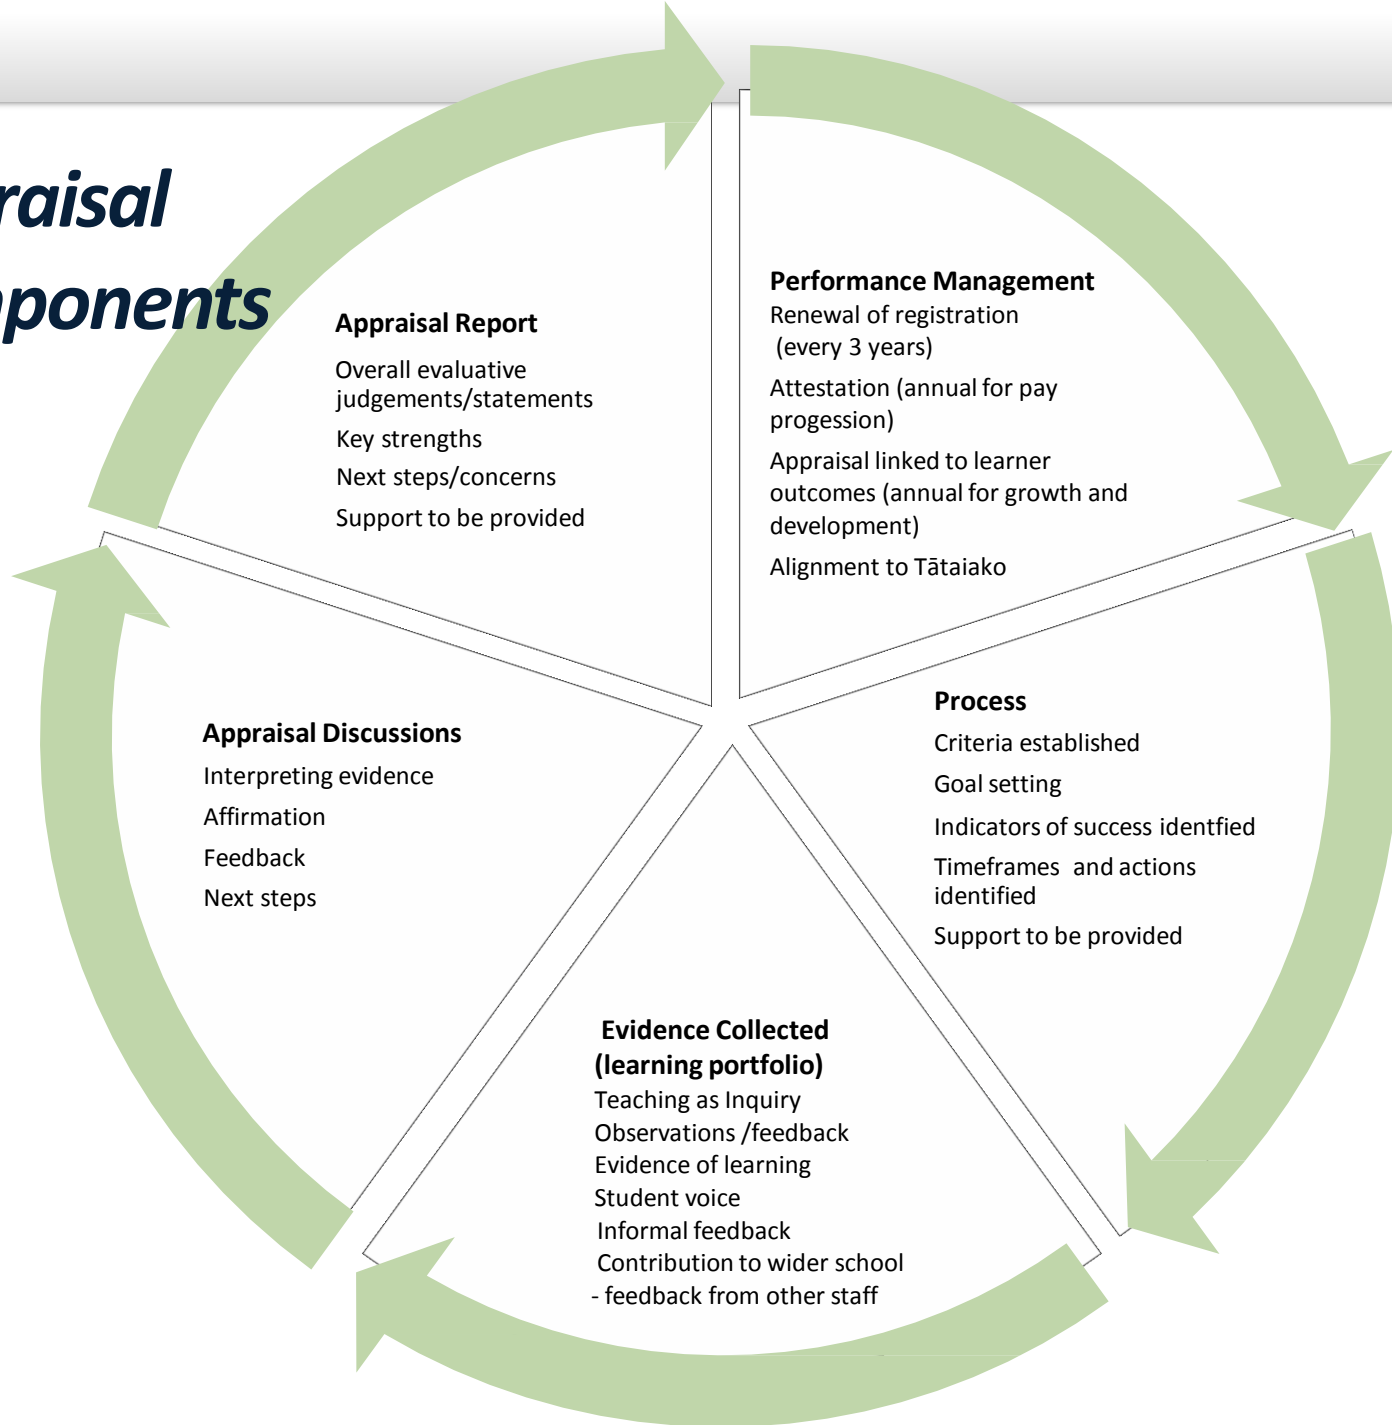 raisal
ponents
Performance Management
Renewal of registration
(every 3 years)
Attestation (annual for pay
progession)
Appraisal linked to learner
outcomes (annual for growth and
development)
Alignment to Tātaiako
Process
Criteria established
Goal setting
Indicators of success identfied
Timeframes and actions
identified
Support to be provided
Evidence Collected
(learning portfolio)
Teaching as Inquiry
Observations /feedback
Evidence of learning
Student voice
Informal feedback
Contribution to wider school
- feedback from other staff
Appraisal Discussions
Interpreting evidence
Affirmation
Feedback
Next steps
Appraisal Report
Overall evaluative
judgements/statements
Key strengths
Next steps/concerns
Support to be provided